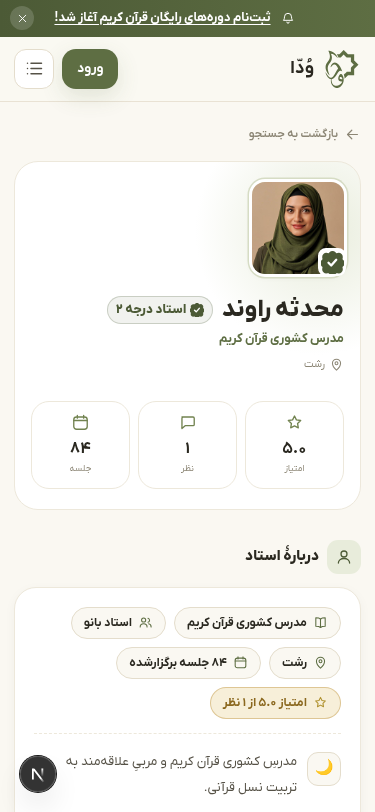 ثبت‌نام دوره‌های رایگان قرآن کریم آغاز شد!
وُدّا
ورود
بازگشت به جستجو
محدثه راوند
استاد درجه ۲
مدرس کشوری قرآن کریم
رشت
۵.۰
امتیاز
۱
نظر
۸۴
جلسه
دربارهٔ استاد
مدرس کشوری قرآن کریم
استاد بانو
رشت
۸۴ جلسه برگزارشده
امتیاز ۵.۰ از ۱ نظر
مدرس کشوری قرآن کریم و مربیِ علاقه‌مند به
تربیت نسل قرآنی.
N